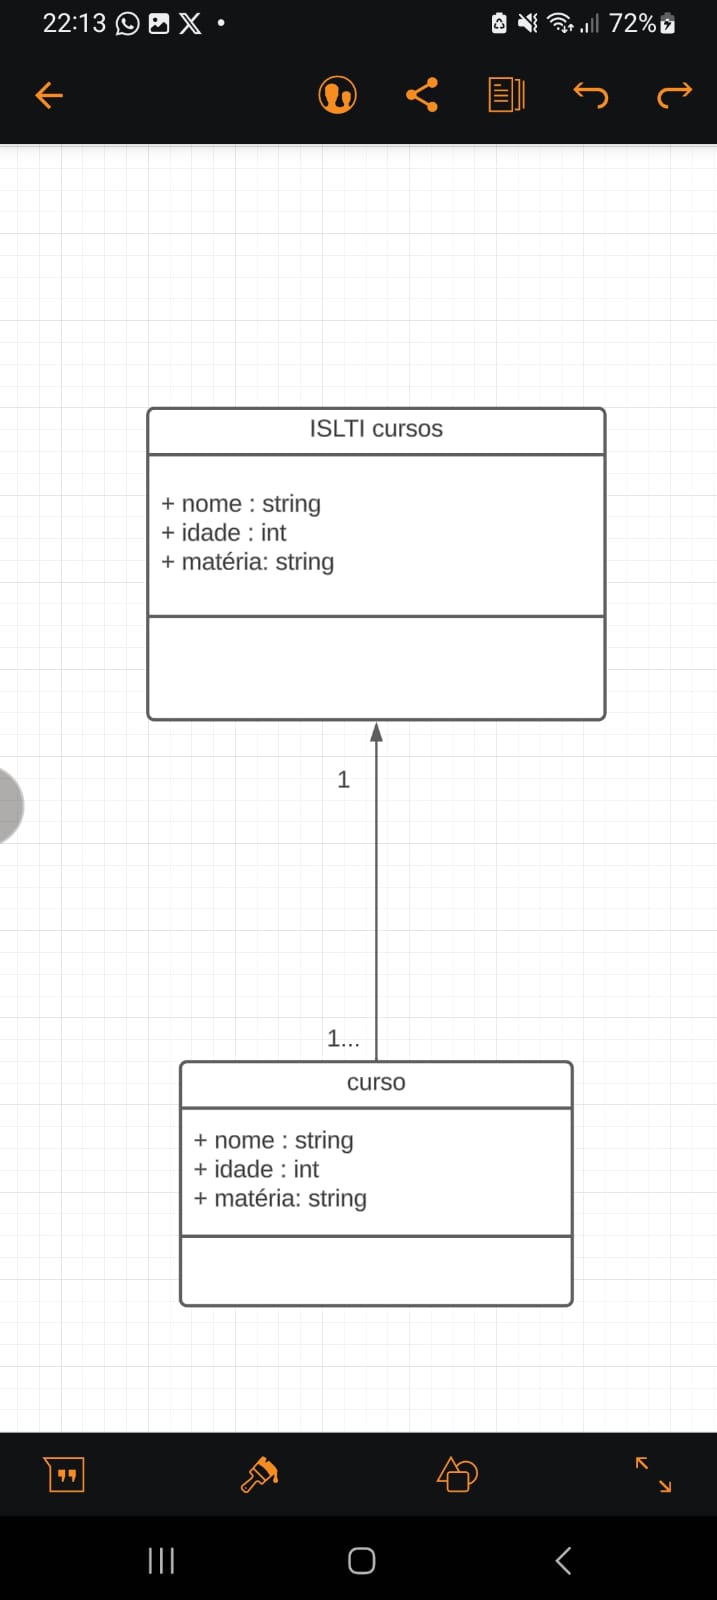 22:13
72%
ISLTI cursos
+ nome : string
+ idade : int
+ matéria: string
1
1...
curso
+ nome : string
+ idade : int
+ matéria: string